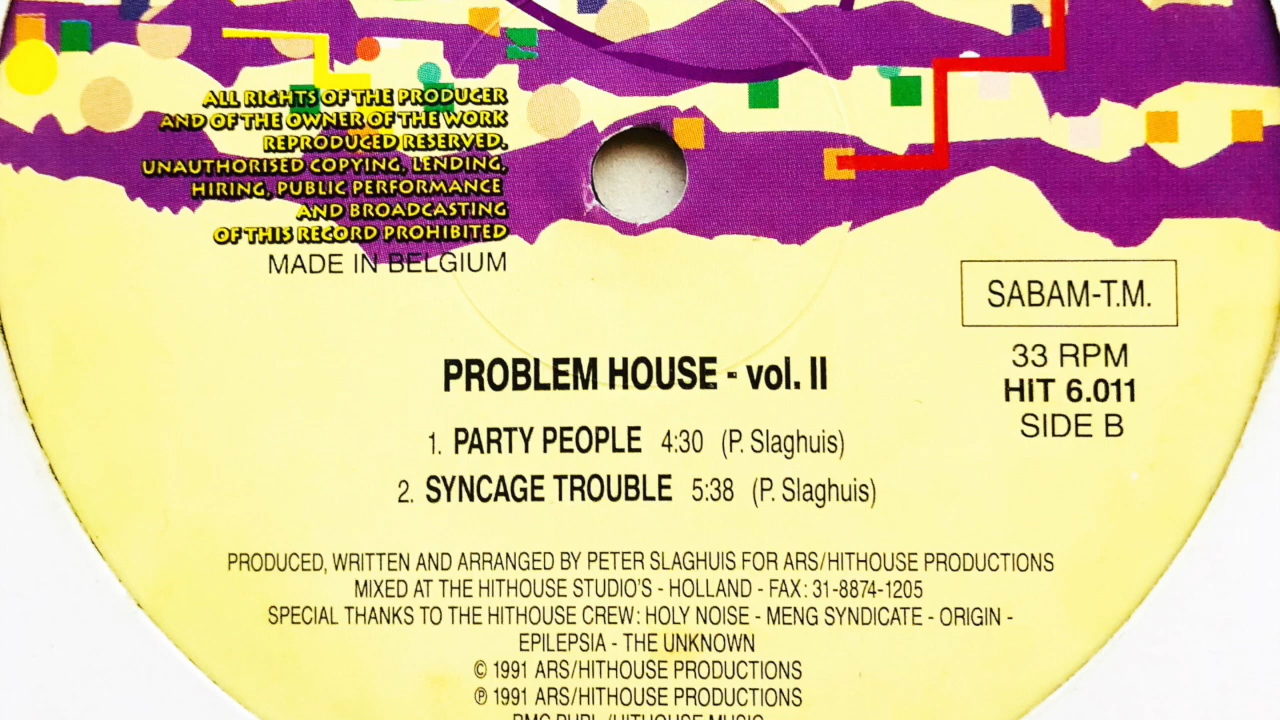 ALL RIGHTS OF THE PRODUCER
AND OF THE OWNER OF THE WORK
REPRODUCED RESERVED.
UNAUTHORISED COPYING, LENDING,
HIRING, PUBLIC PERFORMANCE
AND BROADCASTING
OF THIS RECORD PROHIBITED
MADE IN BELGIUM
SABAM-T.M.
33 RPM
HiT 6.011
SIDE B
PROBLEM HOUSE - vol. II
1. PARTY PEOPLE 4:30 (P. Slaghuis)
2. SYNCAGE TROUBLE 5:38 (P. Slaghuis)
PRODUCED, WRITTEN AND ARRANGED BY PETER SLAGHUIS FOR ARS/HITHOUSE PRODUCTIONS
MIXED AT THE HITHOUSE STUDIO'S - HOLLAND - FAX: 31-8874-1205
SPECIAL THANKS TO THE HITHOUSE CREW: HOLY NOISE - MENG SYNDICATE - ORIGIN -
EPILEPSIA - THE UNKNOWN
© 1991 ARS/HITHOUSE PRODUCTIONS
℗ 1991 ARS/HITHOUSE PRODUCTIONS
BMC PUBL./HITHOUSE MUSIC